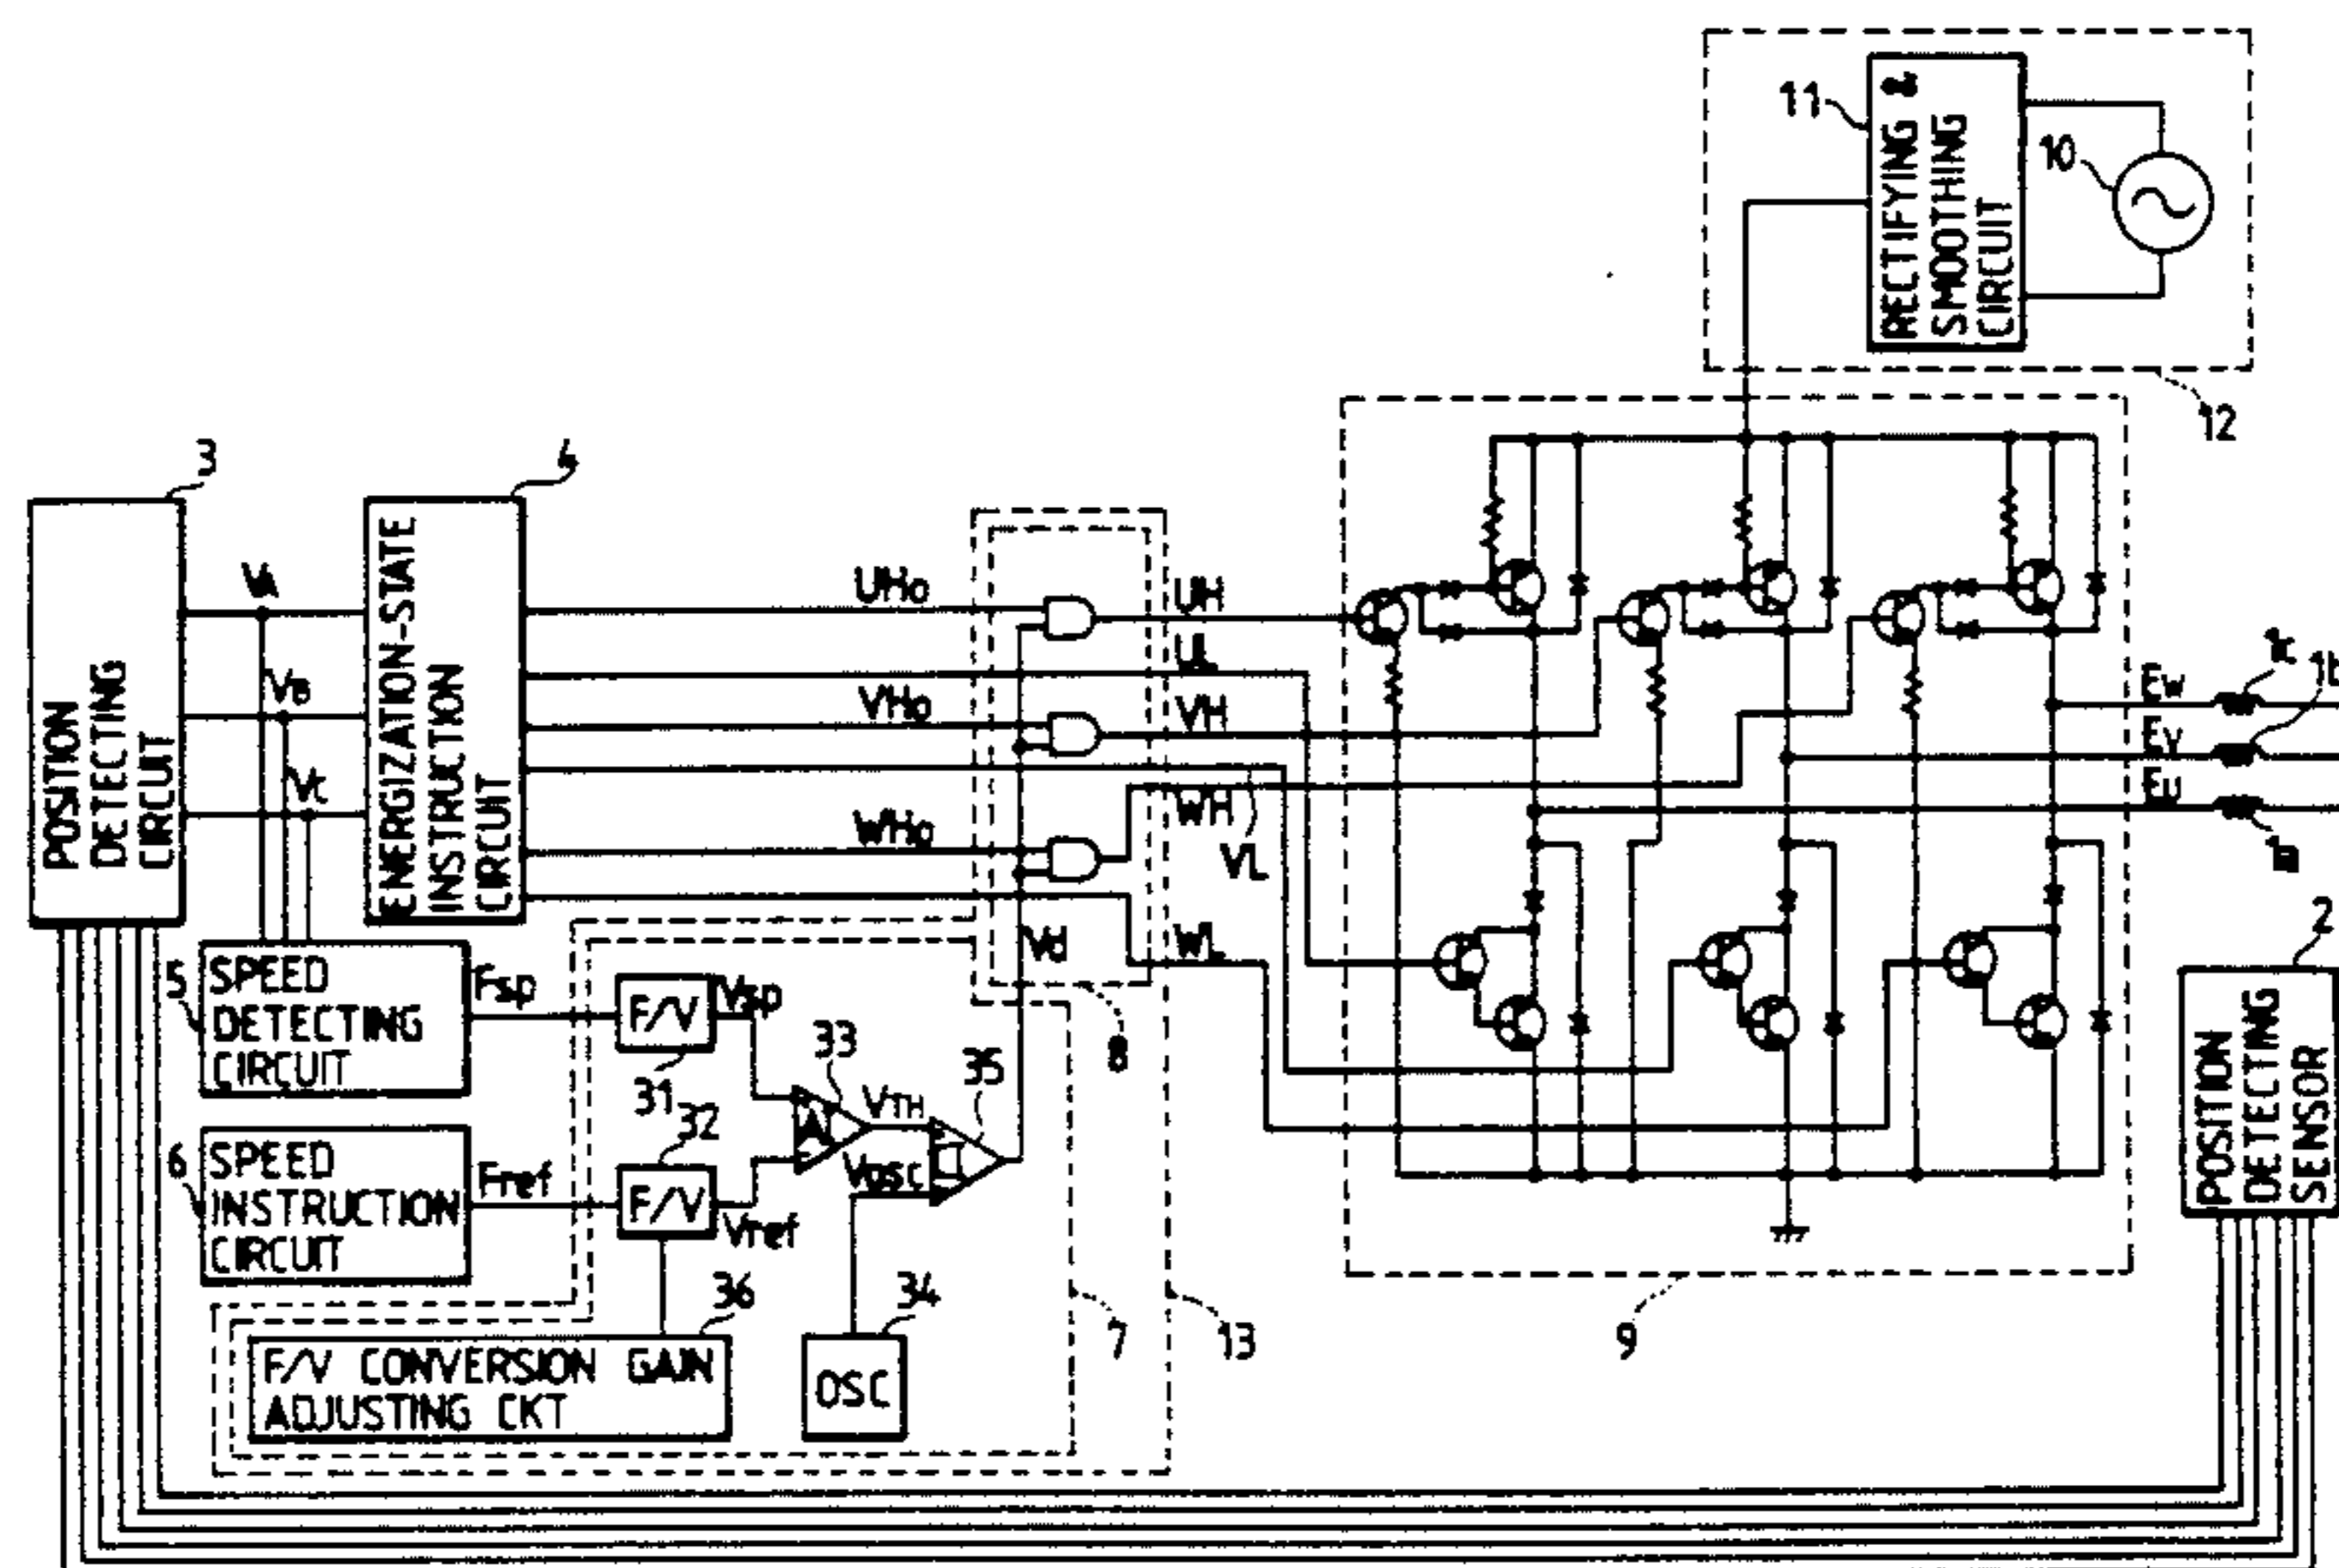 11
RECTIFYING &
SMOOTHING
CIRCUIT
10
12
3
POSITION
DETECTING
CIRCUIT
4
ENERGIZATION-STATE
INSTRUCTION
CIRCUIT
VA
VB
VC
UHo
UL
UH
VHo
VH
WHo
WH
VL
WL
Vd
Ew
Ev
Eu
1c
1b
1a
2
POSITION
DETECTING
SENSOR
5
SPEED
DETECTING
CIRCUIT
Fsp
F/V
Vsp
31
8
6
SPEED
INSTRUCTION
CIRCUIT
Fref
32
F/V
Vref
33
A
VTH
35
C
VOSC
36
F/V CONVERSION GAIN
ADJUSTING CKT
34
OSC
7
13
9